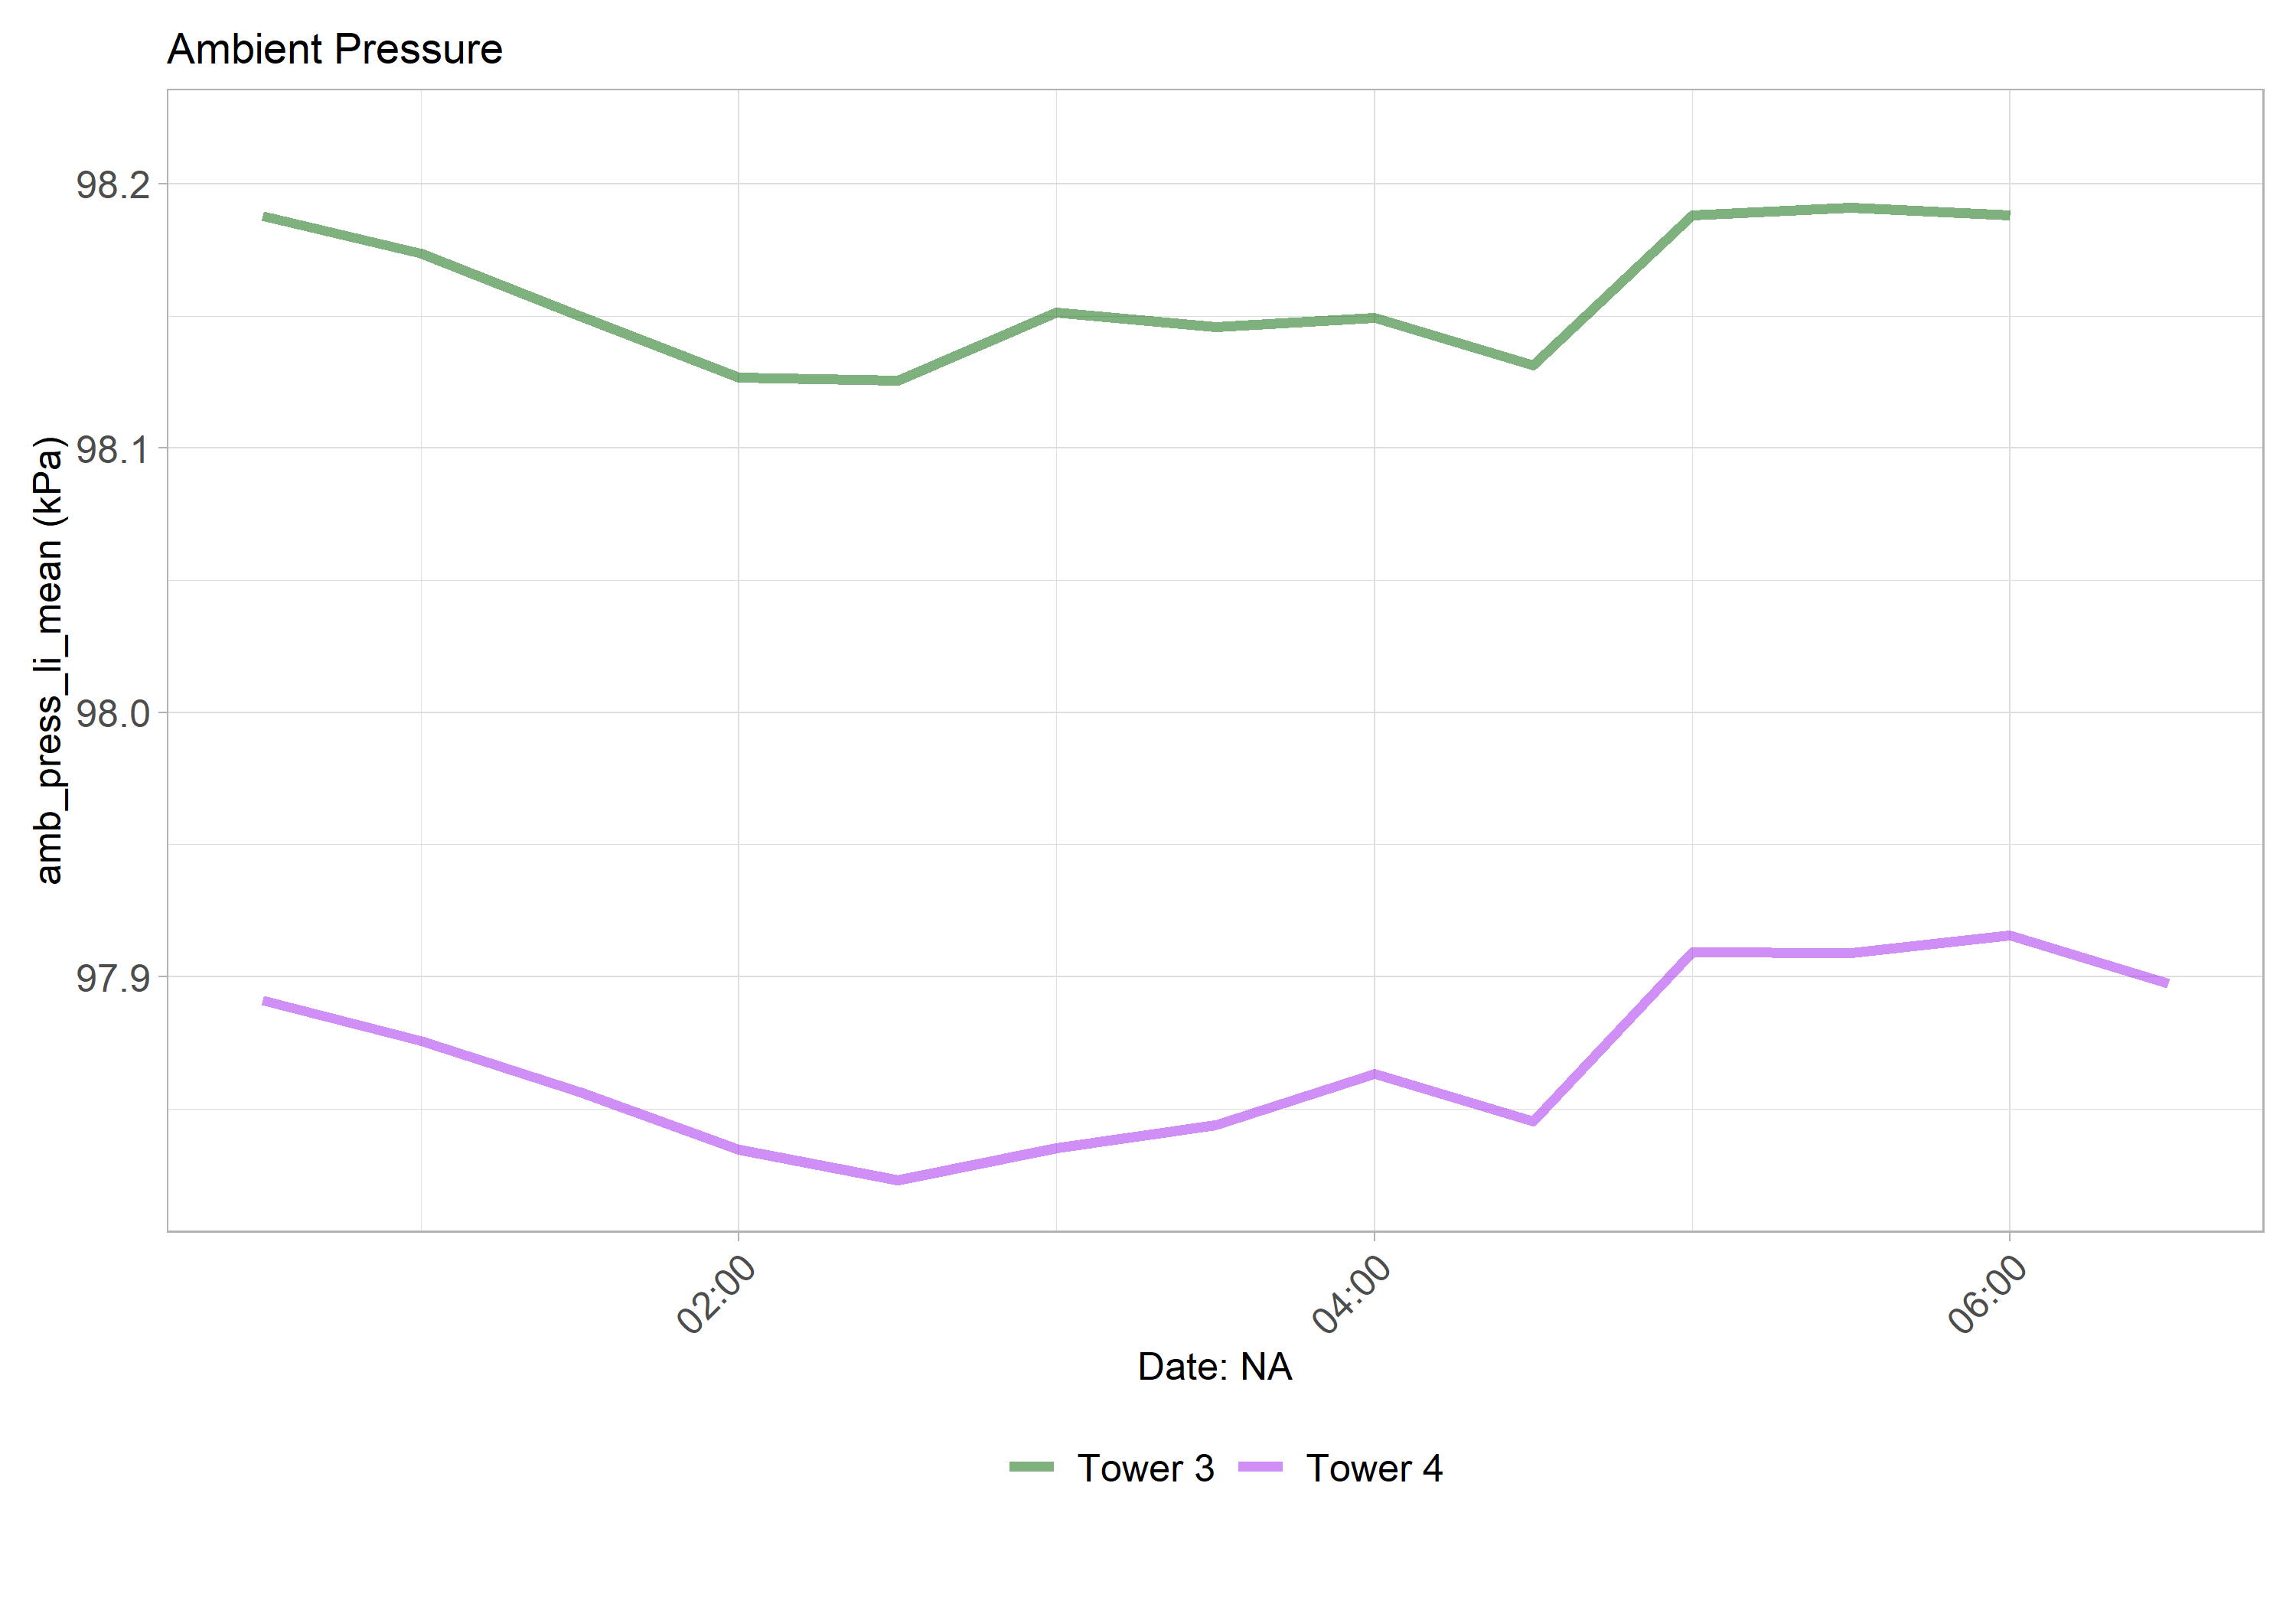 Ambient Pressure
amb_press_li_mean (kPa)
98.2
98.1
98.0
97.9
02:00
04:00
06:00
Date: NA
Tower 3
Tower 4